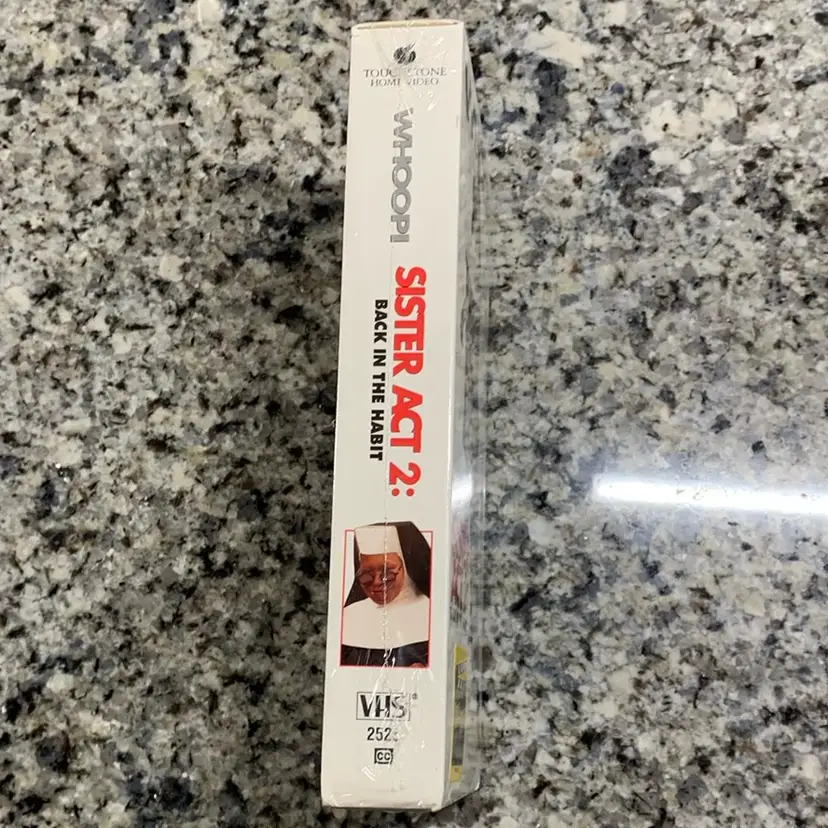 TOUCHSTONE
HOME VIDEO
WHOOPI
SISTER ACT 2:
BACK IN THE HABIT
VHS
CC